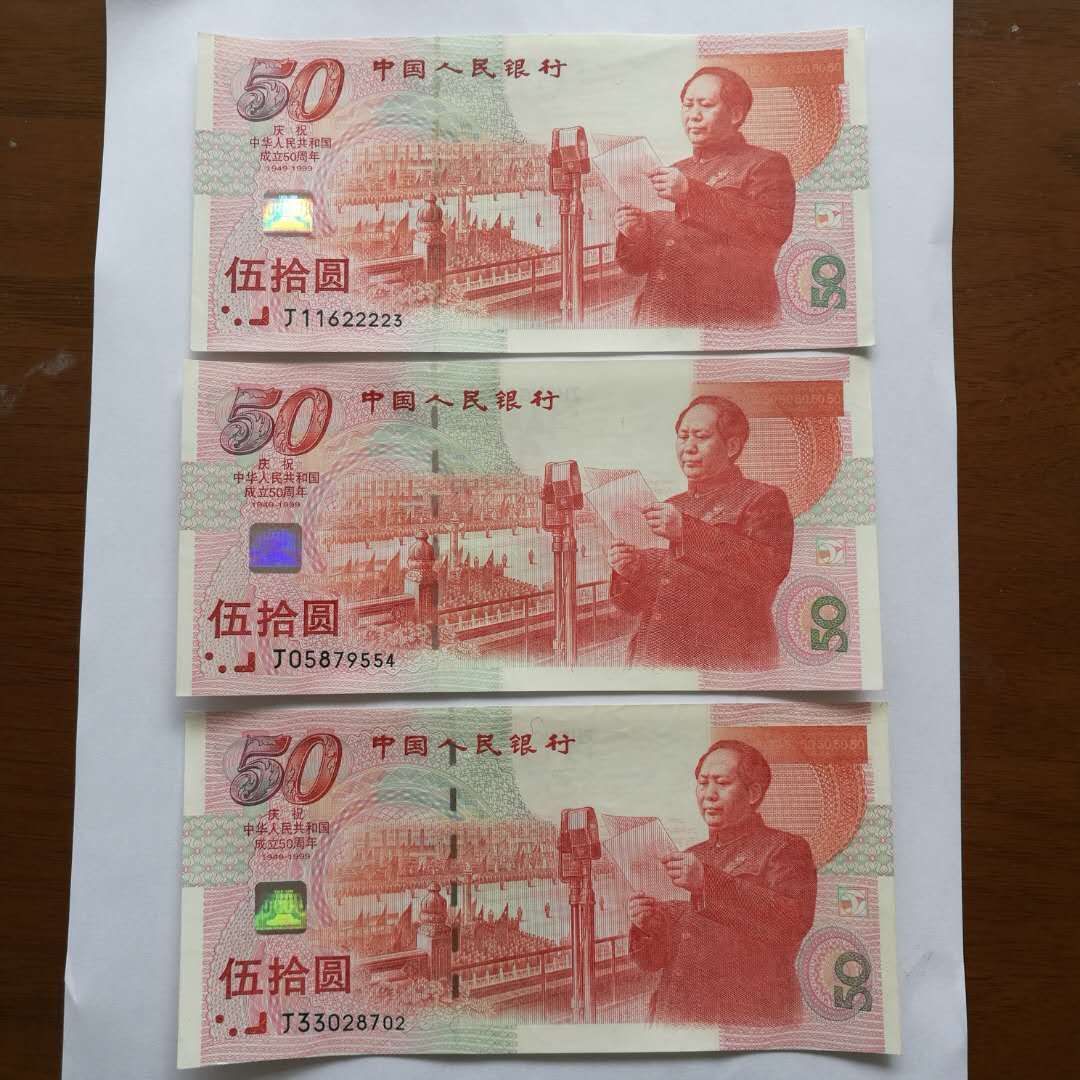 50
中国人民银行
庆祝
中华人民共和国
成立50周年
1949-1999
伍拾圆
J11622223
50
50
中国人民银行
庆祝
中华人民共和国
成立50周年
1949-1999
伍拾圆
J05879554
50
50
中国人民银行
庆祝
中华人民共和国
成立50周年
1949-1999
伍拾圆
J33028702
50